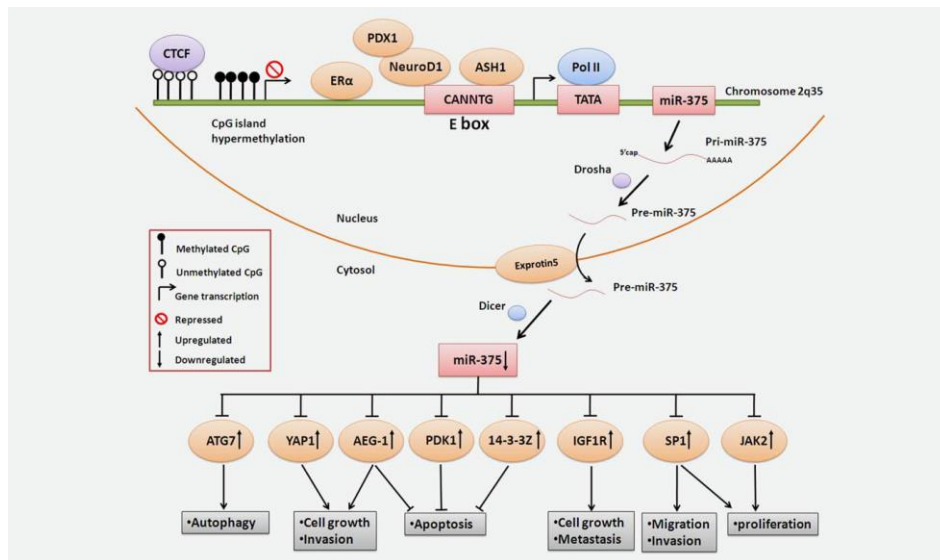 CTCF
PDX1
NeuroD1
ERα
ASH1
Pol II
CANNTG
TATA
miR-375
Chromosome 2q35
CpG island
hypermethylation
E box
5'cap
Pri-miR-375
AAAAA
Drosha
Pre-miR-375
Nucleus
Cytosol
Exprotin5
Pre-miR-375
Dicer
Methylated CpG
Unmethylated CpG
Gene transcription
Repressed
Upregulated
Downregulated
miR-375
ATG7
YAP1
AEG-1
PDK1
14-3-3Z
IGF1R
SP1
JAK2
•Autophagy
•Cell growth
•Invasion
•Apoptosis
•Cell growth
•Metastasis
•Migration
•Invasion
•proliferation